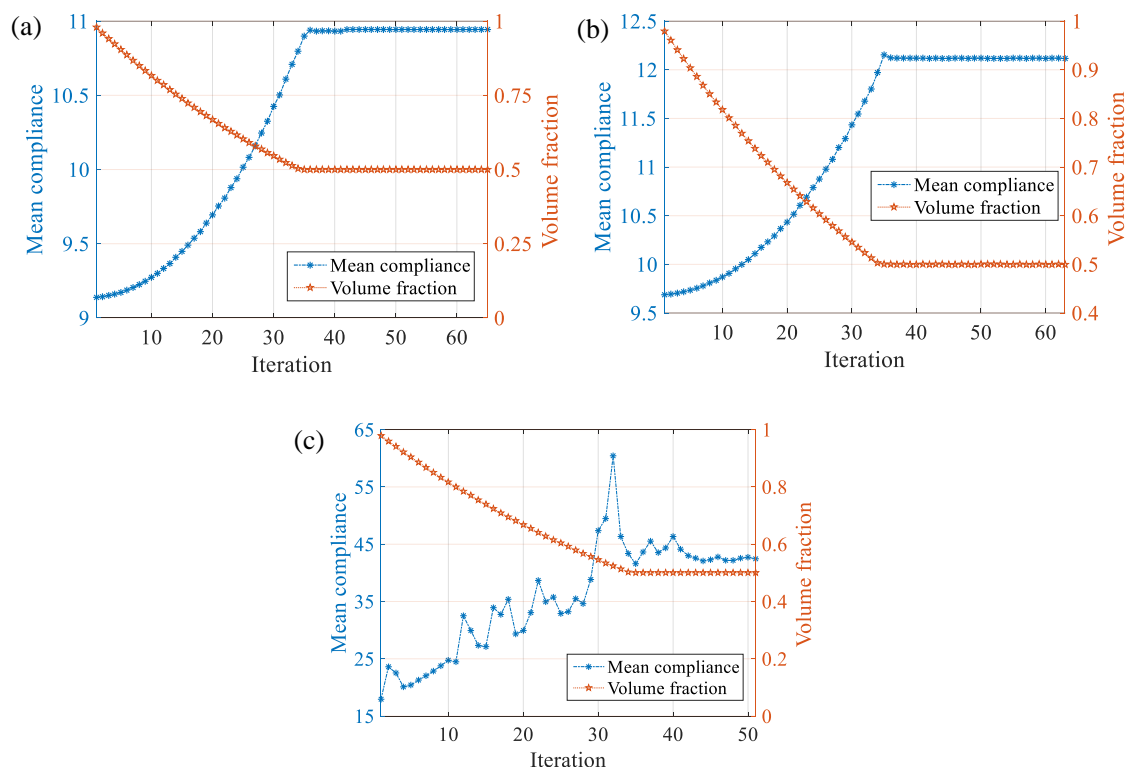 (a)
11
10.5
10
9.5
9
Mean compliance
1
0.75
0.5
0.25
0
Volume fraction
10
20
30
40
50
60
Iteration
Mean compliance
Volume fraction
(b)
12.5
12
11.5
11
10.5
10
9.5
Mean compliance
1
0.9
0.8
0.7
0.6
0.5
0.4
Volume fraction
10
20
30
40
50
60
Iteration
Mean compliance
Volume fraction
(c)
65
55
45
35
25
15
Mean compliance
1
0.8
0.6
0.4
0.2
0
Volume fraction
10
20
30
40
50
Iteration
Mean compliance
Volume fraction